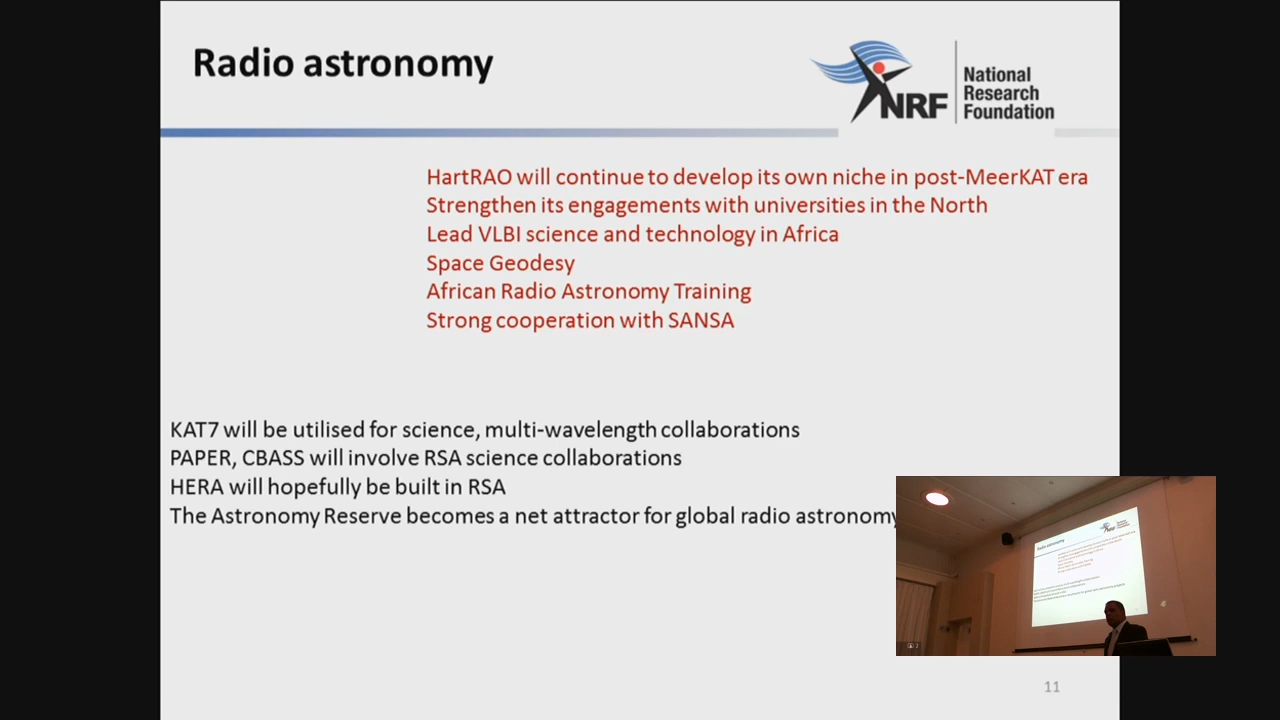 Radio astronomy
NRF
National
Research
Foundation
HartRAO will continue to develop its own niche in post-MeerKAT era
Strengthen its engagements with universities in the North
Lead VLBI science and technology in Africa
Space Geodesy
African Radio Astronomy Training
Strong cooperation with SANSA
KAT7 will be utilised for science, multi-wavelength collaborations
PAPER, CBASS will involve RSA science collaborations
HERA will hopefully be built in RSA
The Astronomy Reserve becomes a net attractor for global radio astronomy
Radio astronomy
NRF
11